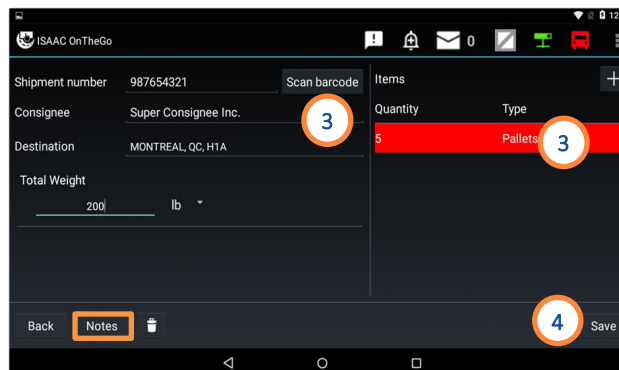 12
ISAAC OnTheGo
0
Shipment number 987654321 Scan barcode
Items +
Consignee Super Consignee Inc.
3
Quantity Type
Destination MONTREAL, QC, H1A
5 Pallets 3
Total Weight
200 lb
Back Notes
4 Save